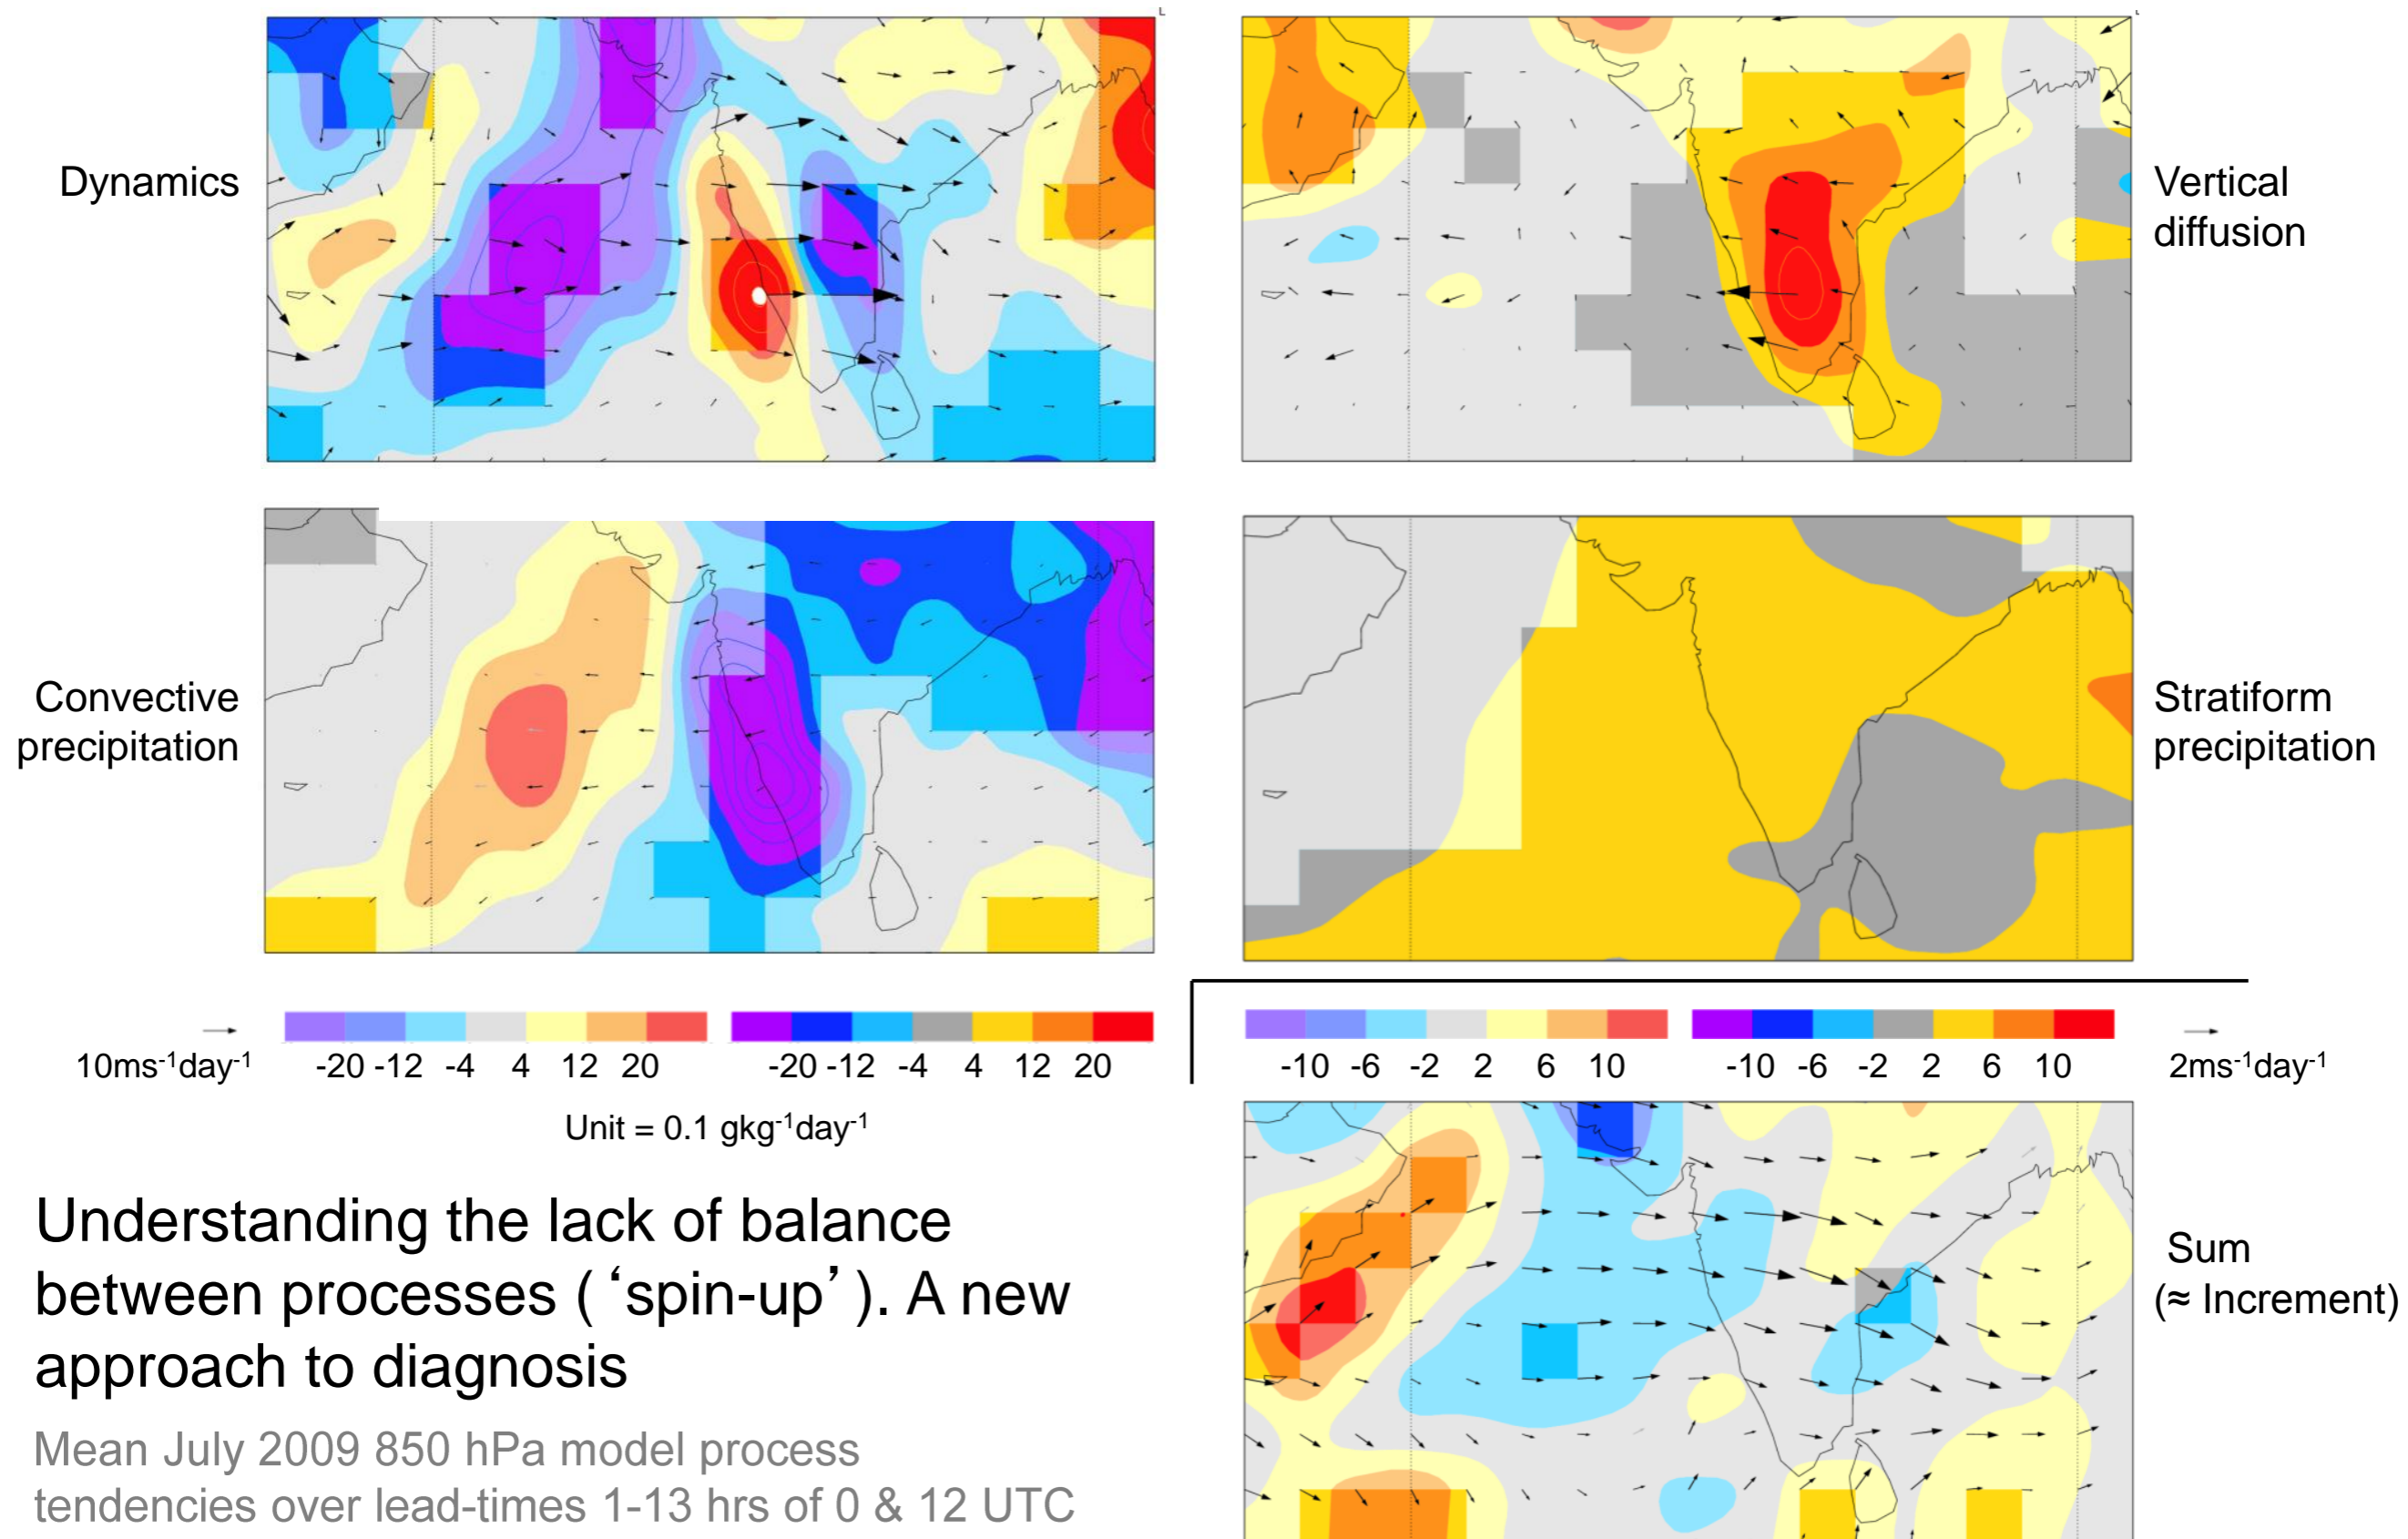 Dynamics
Vertical
diffusion
Convective
precipitation
Stratiform
precipitation
10ms-1day-1
-20 -12 -4 4 12 20
-20 -12 -4 4 12 20
-10 -6 -2 2 6 10
-10 -6 -2 2 6 10
2ms-1day-1
Unit = 0.1 gkg-1day-1
Understanding the lack of balance
between processes (‘spin-up’). A new
approach to diagnosis
Sum
(≈ Increment)
Mean July 2009 850 hPa model process
tendencies over lead-times 1-13 hrs of 0 & 12 UTC